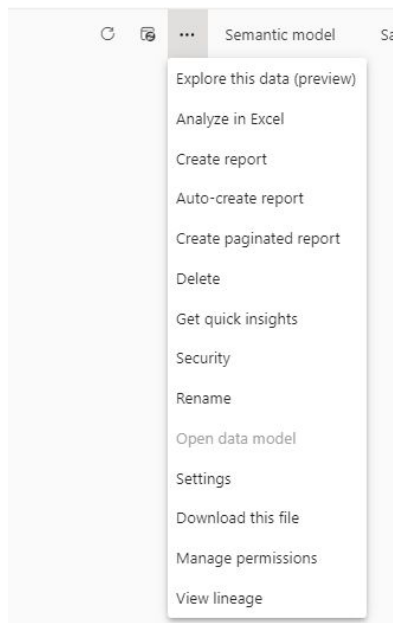 Semantic model
Explore this data (preview)
Analyze in Excel
Create report
Auto-create report
Create paginated report
Delete
Get quick insights
Security
Rename
Open data model
Settings
Download this file
Manage permissions
View lineage